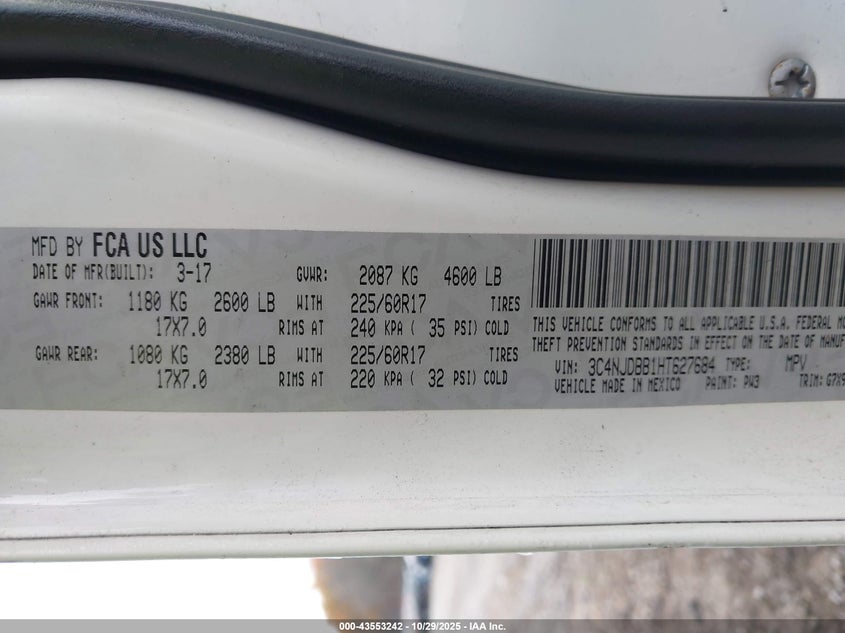 MFD BY FCA US LLC
DATE OF MFR(BUILT): 3-17 GVWR: 2087 KG 4600 LB
GAWR FRONT: 1180 KG 2600 LB WITH 225/60R17 TIRES
17X7.0 RIMS AT 240 KPA ( 35 PSI) COLD
GAWR REAR: 1080 KG 2380 LB WITH 225/60R17 TIRES
17X7.0 RIMS AT 220 KPA ( 32 PSI) COLD
THIS VEHICLE CONFORMS TO ALL APPLICABLE U.S.A. FEDERAL MO
THEFT PREVENTION STANDARDS IN EFFECT ON THE DATE OF MANUF
VIN: 3C4NJDBB1HT627684 TYPE: MPV
VEHICLE MADE IN MEXICO PAINT: PW3 TRIM: G7X9
000-43553242 - 10/29/2025 - IAA Inc.